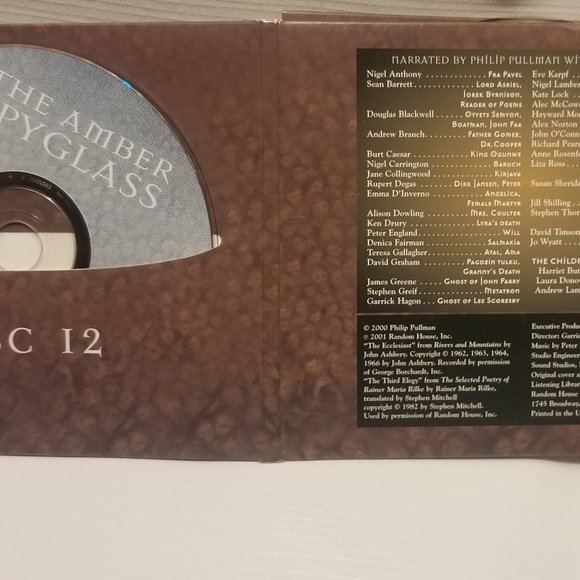 THE AMBER
PYGLASS
SC 12
NARRATED BY PHILIP PULLMAN WIT
Nigel Anthony . . . . . . . . . . . . Fra Pavel
Sean Barrett . . . . . . . . . . Lord Asriel,
Iorek Byrnison,
Reader of Poems
Douglas Blackwell . . . . Otyets Semyon,
Boatman, John Faa
Andrew Branch . . . . . . . . Father Gomez,
Dr. Cooper
Burt Caesar . . . . . . . . . . King Ogunwe
Nigel Carrington . . . . . . . . . . . Baruch
Jane Collingwood . . . . . . . . . . . Kirjava
Rupert Degas . . . . . . Dirk Jansen, Peter
Emma D'Inverno . . . . . . . . . . Angelica,
Female Martyr
Alison Dowling . . . . . . . . Mrs. Coulter
Ken Drury . . . . . . . . . . . . Lyra's death
Peter England . . . . . . . . . . . . . . Will
Denica Fairman . . . . . . . . . . . Salmakia
Teresa Gallagher . . . . . . . . . Atal, Ama
David Graham . . . . . . . Pagdzin tulku,
Granny's Death
James Greene . . . . . Ghost of John Parry
Stephen Greif . . . . . . . . . . . . Metatron
Garrick Hagon . . Ghost of Lee Scoresby
Eve Karpf . .
Nigel Lamber
Kate Lock . .
Alec McCow
Hayward Mor
Alex Norton
John O'Conn
Richard Pearc
Anne Rosenf
Liza Ross . . .
Susan Sherid
Jill Shilling . .
Stephen Thor
David Timson
Jo Wyatt . . .
THE CHILDR
Harriet But
Laura Dono
Andrew Lam
© 2000 Philip Pullman
℗ 2001 Random House, Inc.
"The Ecclesiast" from Rivers and Mountains by
John Ashbery. Copyright © 1962, 1963, 1964,
1966 by John Ashbery, Recorded by permission
of George Borchardt, Inc.
"The Third Elegy" from The Selected Poetry of
Rainer Maria Rilke by Rainer Maria Rilke,
translated by Stephen Mitchell
copyright © 1982 by Stephen Mitchell.
Used by permission of Random House, Inc.
Executive Produc
Director: Garric
Music by Peter
Studio Engineer
Sound Studios,
Original cover a
Listening Librar
Random House
1745 Broadway,
Printed in the U